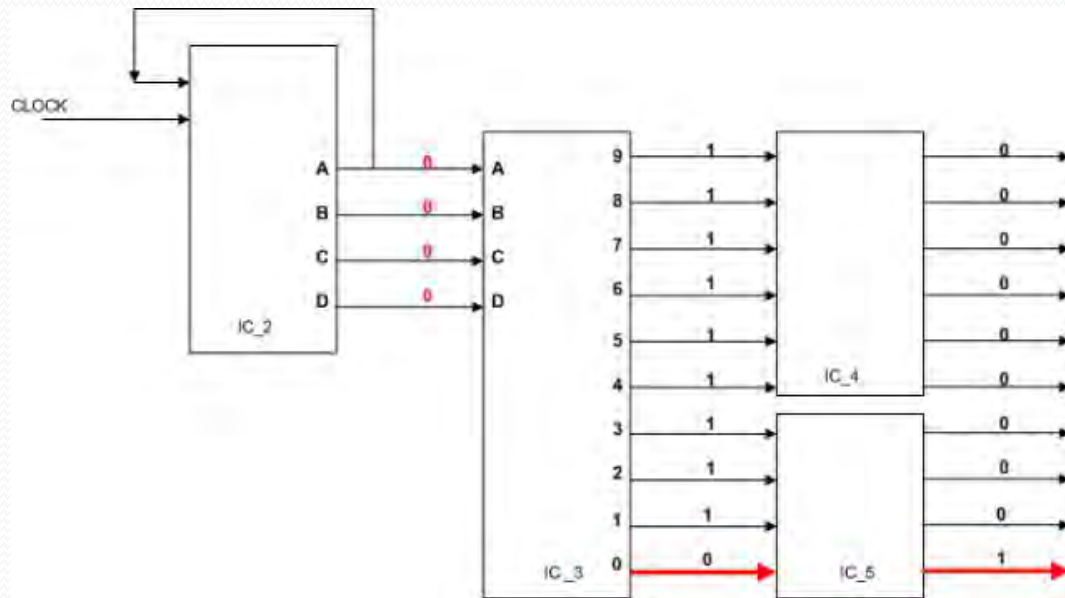 CLOCK
A 0 A 9 1 0
B 0 B 8 1 0
C 0 C 7 1 0
D 0 D 6 1 0
IC_2
5 1 0
4 1 0
IC_4
3 1 0
2 1 0
1 1 0
0 0 1
IC_3 IC_5